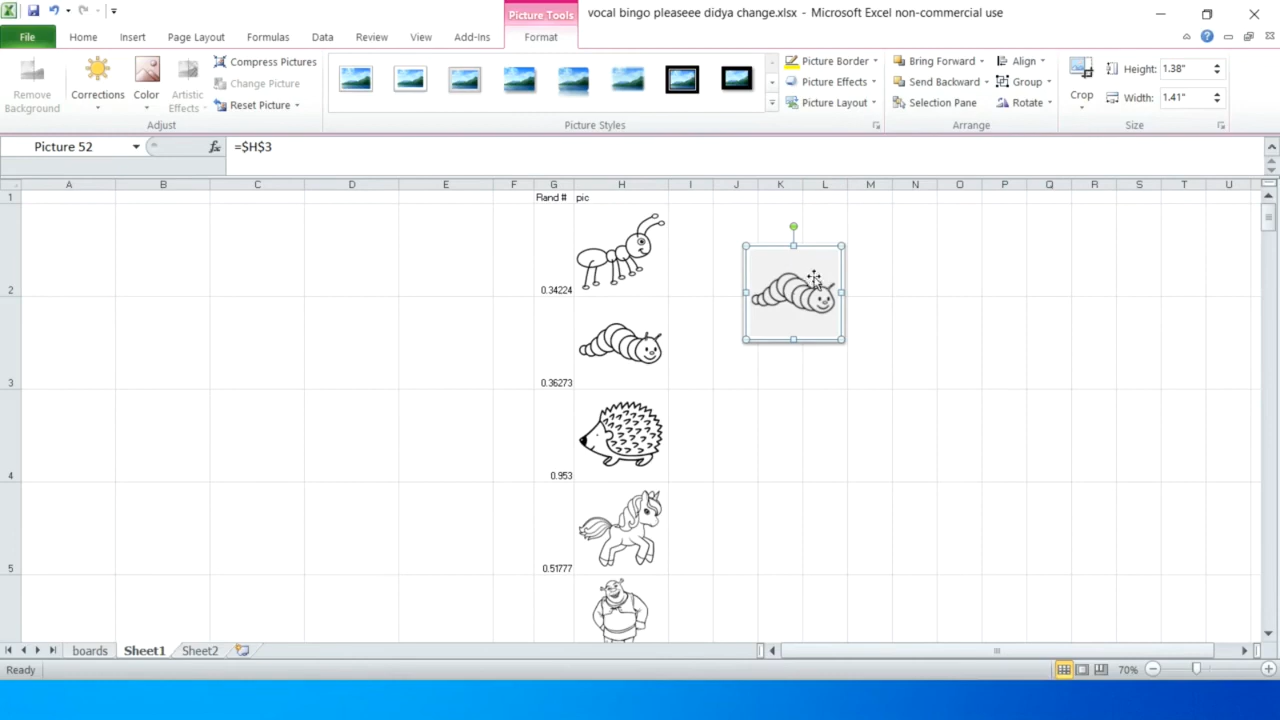 Picture Tools
vocal bingo pleaseee didya change.xlsx - Microsoft Excel non-commercial use
File Home Insert Page Layout Formulas Data Review View Add-Ins Format
Remove Background
Corrections
Color
Artistic Effects
Compress Pictures
Change Picture
Reset Picture
Adjust
Picture Styles
Picture Border
Picture Effects
Picture Layout
Bring Forward
Send Backward
Selection Pane
Align
Group
Rotate
Arrange
Crop
Height: 1.38"
Width: 1.41"
Size
Picture 52 fx =$H$3
A B C D E F G H I J K L M N O P Q R S T U
1 Rand # pic
2 0.34224
3 0.36273
4 0.953
5 0.51777
boards Sheet1 Sheet2
Ready 70%